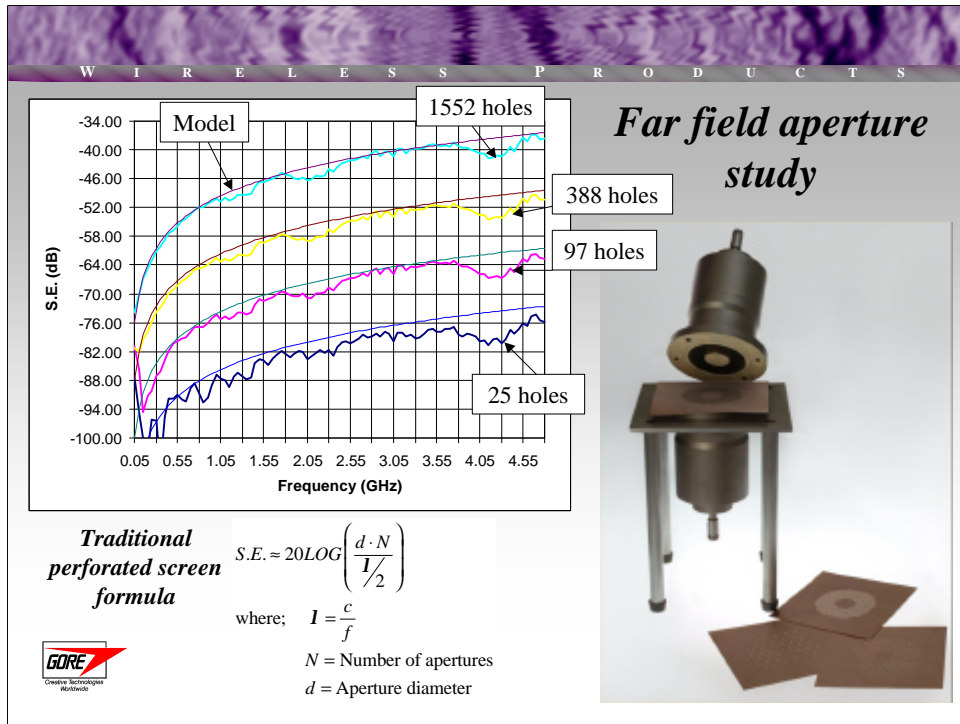 WIRELESS PRODUCTS
Far field aperture
study
Model
1552 holes
388 holes
97 holes
25 holes
S.E. (dB)
-34.00
-40.00
-46.00
-52.00
-58.00
-64.00
-70.00
-76.00
-82.00
-88.00
-94.00
-100.00
0.05 0.55 1.05 1.55 2.05 2.55 3.05 3.55 4.05 4.55
Frequency (GHz)
Traditional
perforated screen
formula
S.E. ≈ 20LOG(d · N / (l/2))
where; l = c/f
N = Number of apertures
d = Aperture diameter
GORE
Creative Technologies
Worldwide